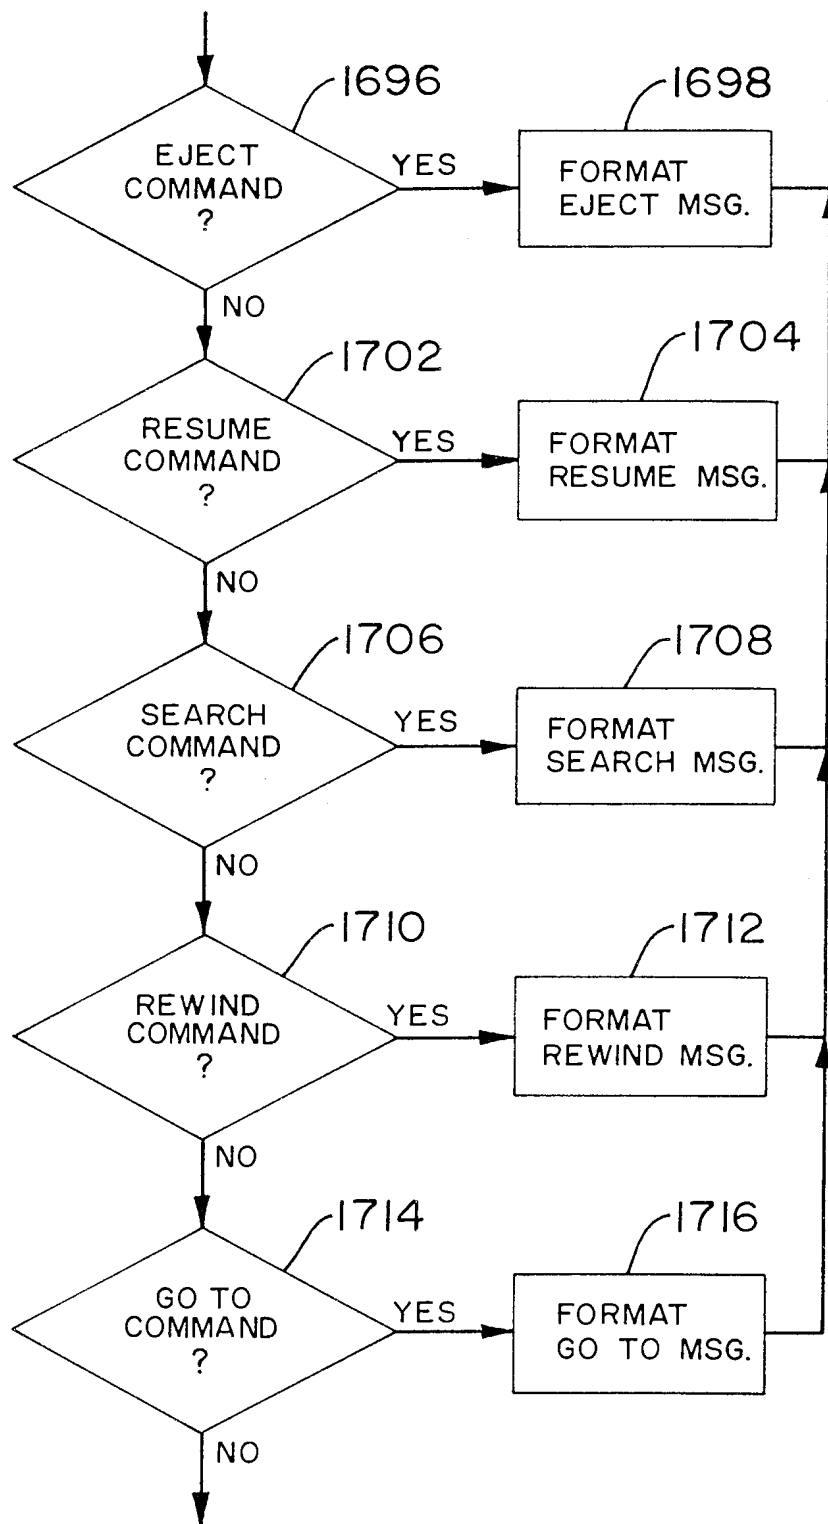 1696
1698
EJECT
COMMAND
?
YES
FORMAT
EJECT MSG.
NO
1702
1704
RESUME
COMMAND
?
YES
FORMAT
RESUME MSG.
NO
1706
1708
SEARCH
COMMAND
?
YES
FORMAT
SEARCH MSG.
NO
1710
1712
REWIND
COMMAND
?
YES
FORMAT
REWIND MSG.
NO
1714
1716
GO TO
COMMAND
?
YES
FORMAT
GO TO MSG.
NO